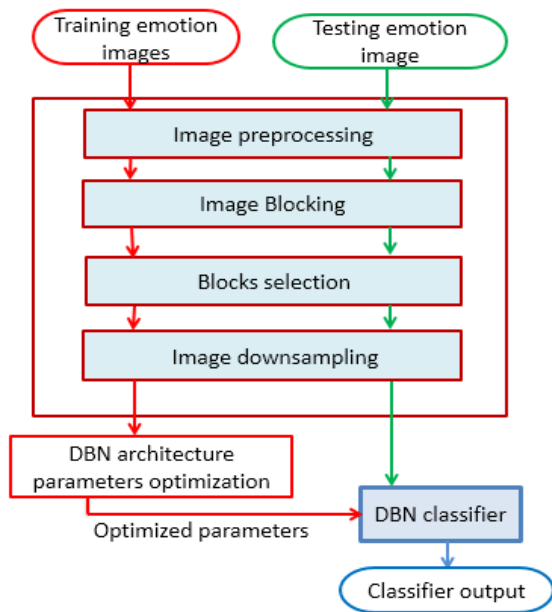 Training emotion
images
Testing emotion
image
Image preprocessing
Image Blocking
Blocks selection
Image downsampling
DBN architecture
parameters optimization
Optimized parameters
DBN classifier
Classifier output